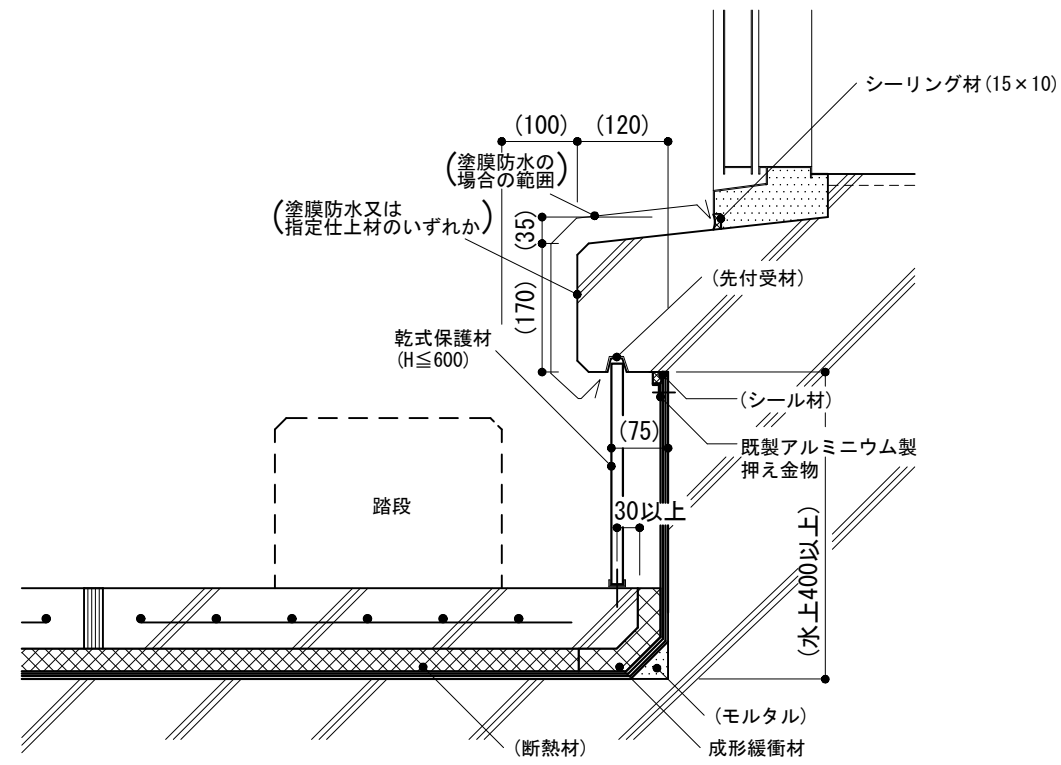 シーリング材(15×10)
(100)
(120)
(塗膜防水の
場合の範囲)
(塗膜防水又は
指定仕上材のいずれか)
(35)
(170)
(先付受材)
乾式保護材
(H≦600)
(シール材)
(75)
既製アルミニウム製
押え金物
踏段
30以上
(水上400以上)
(モルタル)
(断熱材)
成形緩衝材